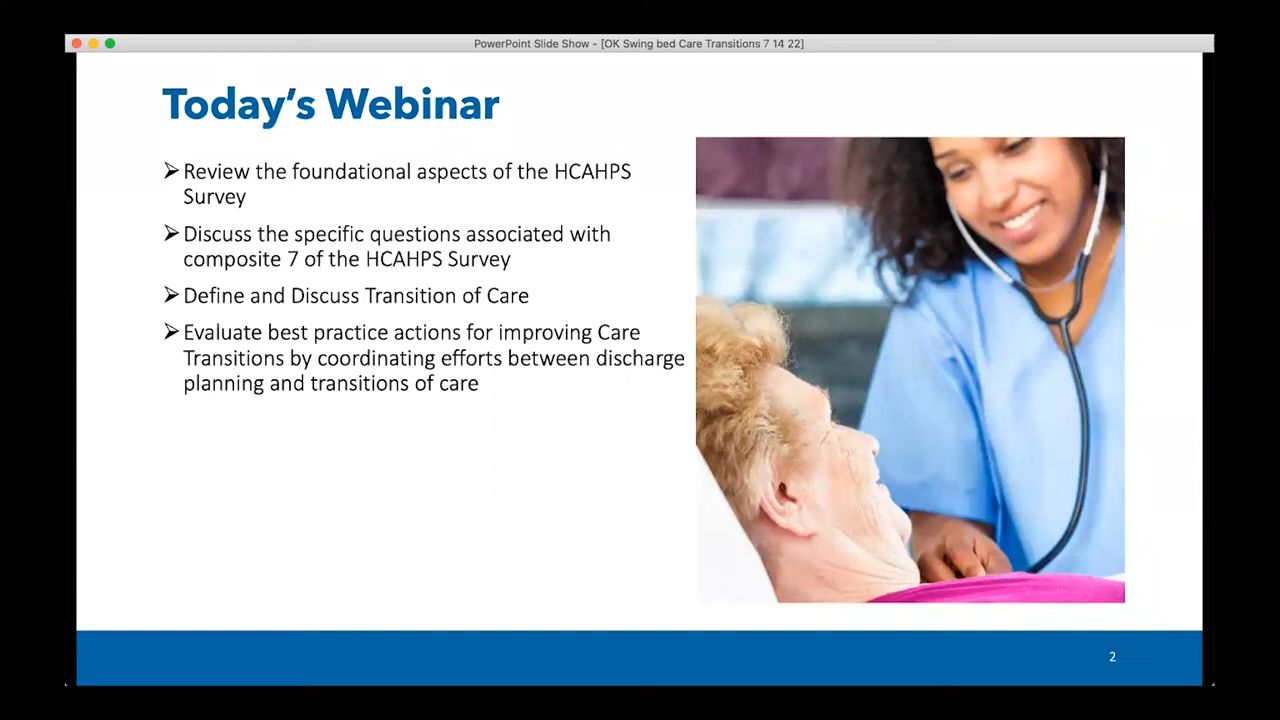 PowerPoint Slide Show - [OK Swing bed Care Transitions 7 14 22]
Today's Webinar
➢ Review the foundational aspects of the HCAHPS
Survey
➢ Discuss the specific questions associated with
composite 7 of the HCAHPS Survey
➢ Define and Discuss Transition of Care
➢ Evaluate best practice actions for improving Care
Transitions by coordinating efforts between discharge
planning and transitions of care
2